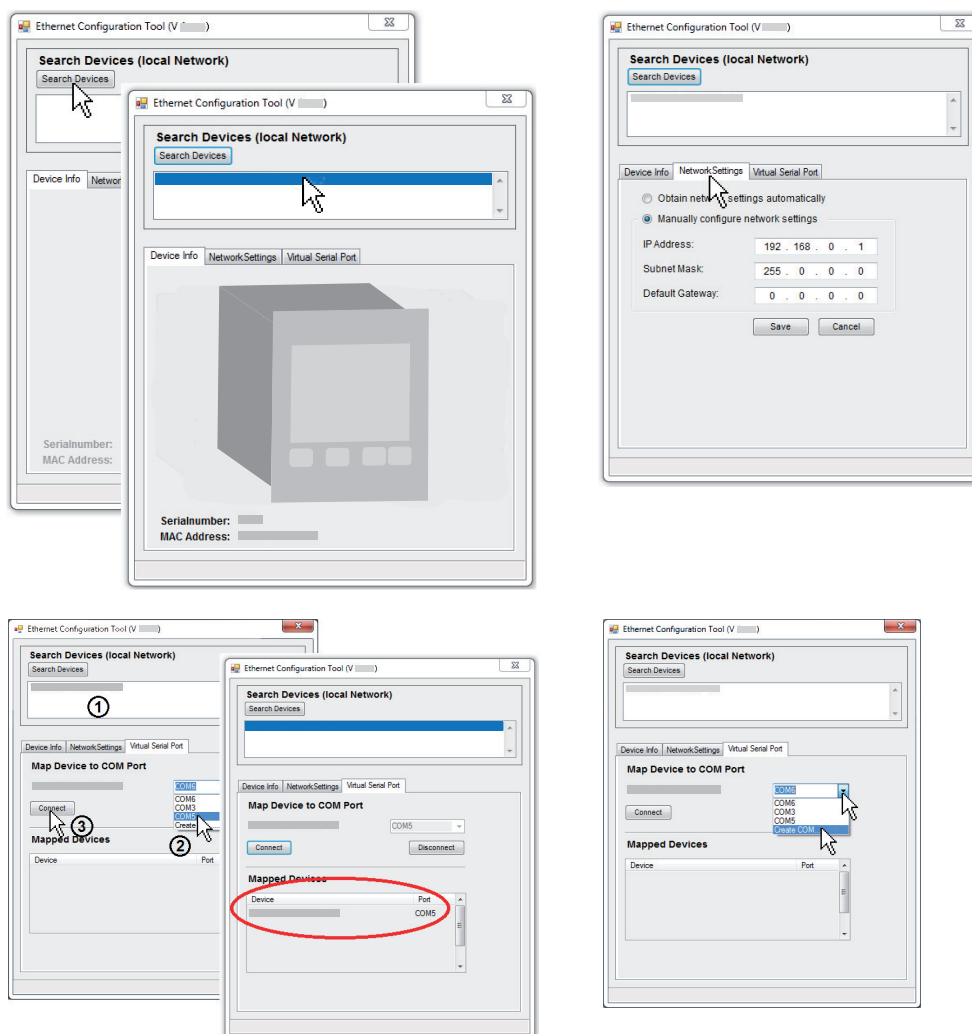 Ethernet Configuration Tool (V )
Search Devices (local Network)
Search Devices
Device Info Networ
Serialnumber:
MAC Address:
Ethernet Configuration Tool (V )
Search Devices (local Network)
Search Devices
Device Info NetworkSettings Virtual Serial Port
Serialnumber:
MAC Address:
Ethernet Configuration Tool (V )
Search Devices (local Network)
Search Devices
Device Info NetworkSettings Virtual Serial Port
Obtain network settings automatically
Manually configure network settings
IP Address: 192 . 168 . 0 . 1
Subnet Mask: 255 . 0 . 0 . 0
Default Gateway: 0 . 0 . 0 . 0
Save Cancel
Ethernet Configuration Tool (V )
Search Devices (local Network)
Search Devices
1
Device Info NetworkSettings Virtual Serial Port
Map Device to COM Port
COM6
COM6
COM3
COM5
Create
Connect
3
2
Mapped Devices
Device Port
Ethernet Configuration Tool (V )
Search Devices (local Network)
Search Devices
Device Info NetworkSettings Virtual Serial Port
Map Device to COM Port
COM5
Connect Disconnect
Mapped Devices
Device Port
COM5
Ethernet Configuration Tool (V )
Search Devices (local Network)
Search Devices
Device Info NetworkSettings Virtual Serial Port
Map Device to COM Port
COM6
COM6
COM3
COM5
Create COM
Connect
Mapped Devices
Device Port